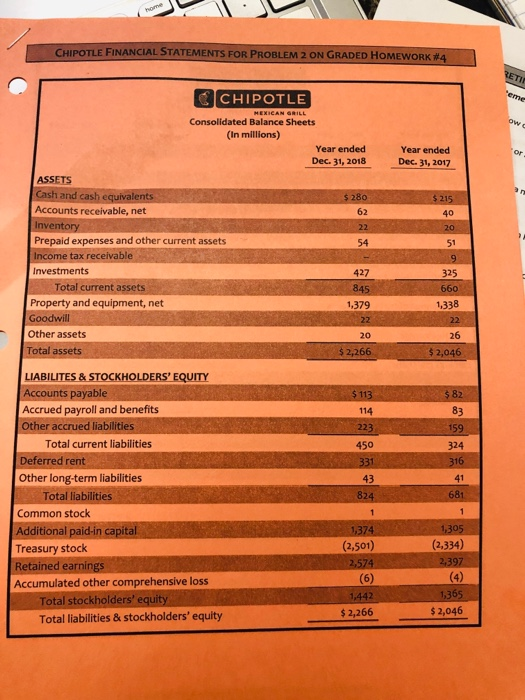 home
CHIPOTLE FINANCIAL STATEMENTS FOR PROBLEM 2 ON GRADED HOMEWORK #4
CHIPOTLE
MEXICAN GRILL
Consolidated Balance Sheets
(In millions)
Year ended Dec. 31, 2018 Year ended Dec. 31, 2017
ASSETS
Cash and cash equivalents $ 280 $ 215
Accounts receivable, net 62 40
Inventory 22 20
Prepaid expenses and other current assets 54 51
Income tax receivable - 9
Investments 427 325
Total current assets 845 660
Property and equipment, net 1,379 1,338
Goodwill 22 22
Other assets 20 26
Total assets $ 2,266 $ 2,046
LIABILITES & STOCKHOLDERS' EQUITY
Accounts payable $ 113 $ 82
Accrued payroll and benefits 114 83
Other accrued liabilities 223 159
Total current liabilities 450 324
Deferred rent 331 316
Other long-term liabilities 43 41
Total liabilities 824 681
Common stock 1 1
Additional paid-in capital 1,374 1,305
Treasury stock (2,501) (2,334)
Retained earnings 2,574 2,397
Accumulated other comprehensive loss (6) (4)
Total stockholders' equity 1,442 1,365
Total liabilities & stockholders' equity $ 2,266 $ 2,046